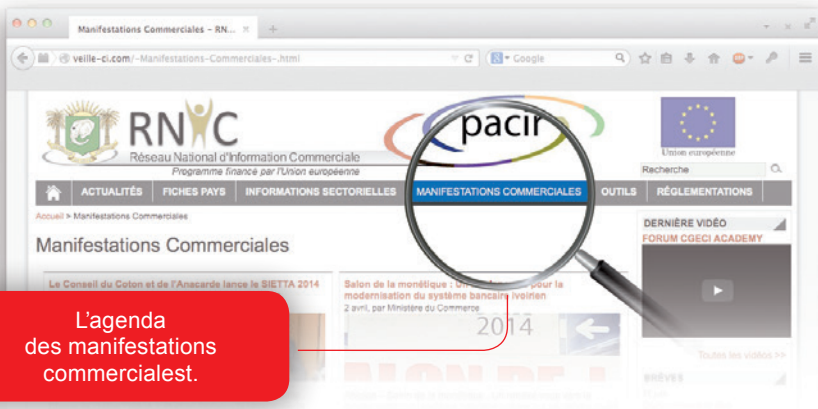 Manifestations Commerciales - RN...
veille-ci.com/-Manifestations-Commerciales-.html
Google
RNIC
Réseau National d'Information Commerciale
Programme financé par l'Union européenne
pacir
Union européenne
Recherche
ACTUALITÉS FICHES PAYS INFORMATIONS SECTORIELLES MANIFESTATIONS COMMERCIALES OUTILS RÉGLEMENTATIONS
Accueil > Manifestations Commerciales
Manifestations Commerciales
DERNIÈRE VIDÉO
FORUM CGECI ACADEMY
Le Conseil du Coton et de l'Anacarde lance le SIETTA 2014
Salon de la monétique : pour la
modernisation du système bancaire ivoirien
2 avril, par Ministère du Commerce
2014
Toutes les vidéos >>
BRÈVES
L'agenda
des manifestations
commercialest.